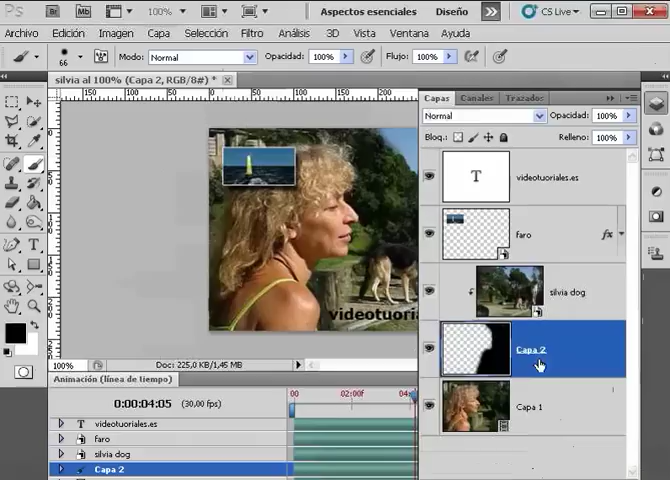 Ps 100% Aspectos esenciales Diseño CS Live
Archivo Edición Imagen Capa Selección Filtro Análisis 3D Vista Ventana Ayuda
66 Modo: Normal Opacidad: 100% Flujo: 100%
silvia al 100% (Capa 2, RGB/8#) *
150 100 50 0 50 100 150 200
Capas Canales Trazados
Normal Opacidad: 100%
Bloq.: Relleno: 100%
T videotuoriales.es
faro fx
silvia dog
Capa 2
Capa 1
videotuoria
100% Doc: 225,0 KB/1,45 MB
Animación (línea de tiempo)
0:00:04:05 (30,00 fps) 00 02:00f 04:
T videotuoriales.es
faro
silvia dog
Capa 2